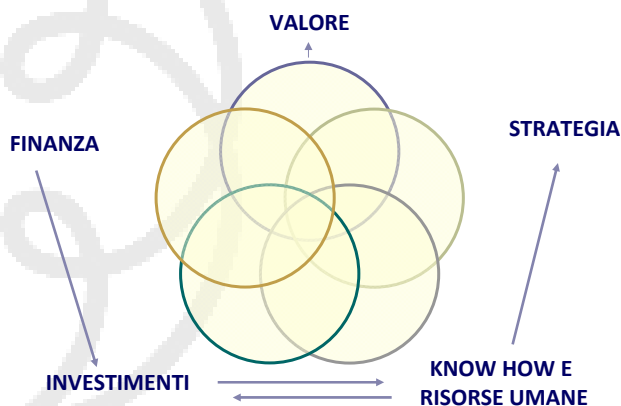 VALORE
FINANZA
STRATEGIA
INVESTIMENTI
KNOW HOW E
RISORSE UMANE